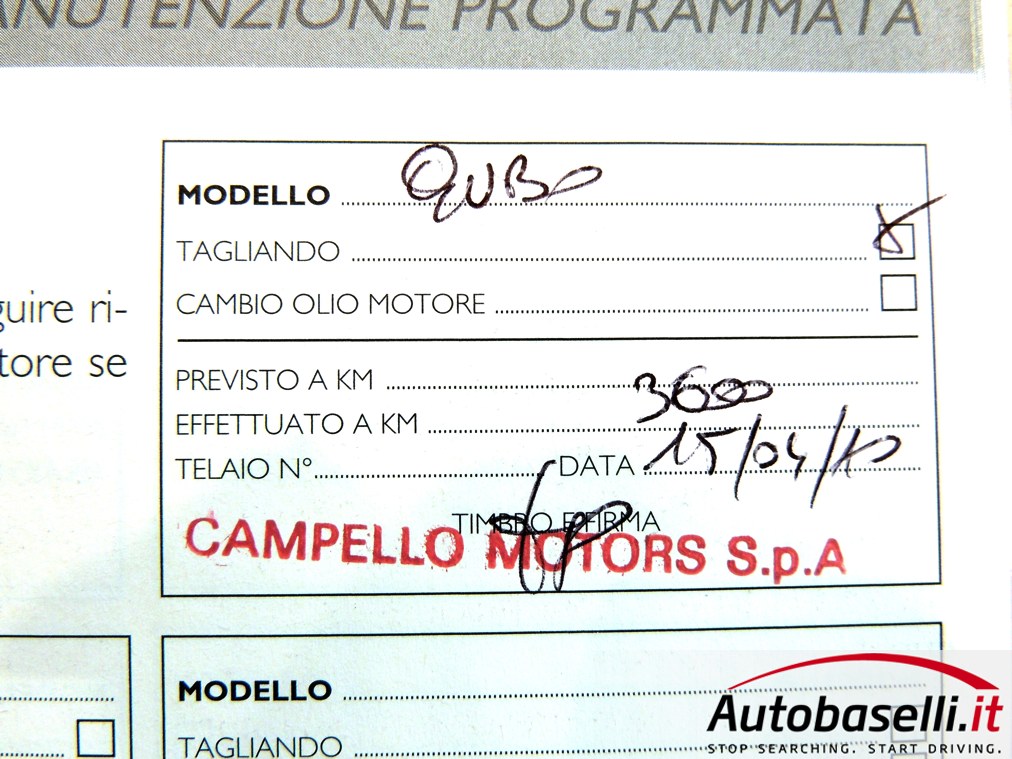 ANUTENZIONE PROGRAMMATA
guire ri-
tore se
MODELLO QUBO
TAGLIANDO
CAMBIO OLIO MOTORE
PREVISTO A KM
EFFETTUATO A KM 3600
TELAIO N° DATA 15/04/10
TIMBRO E FIRMA
CAMPELLO MOTORS S.p.A
MODELLO
TAGLIANDO
Autobaselli.it
STOP SEARCHING. START DRIVING.